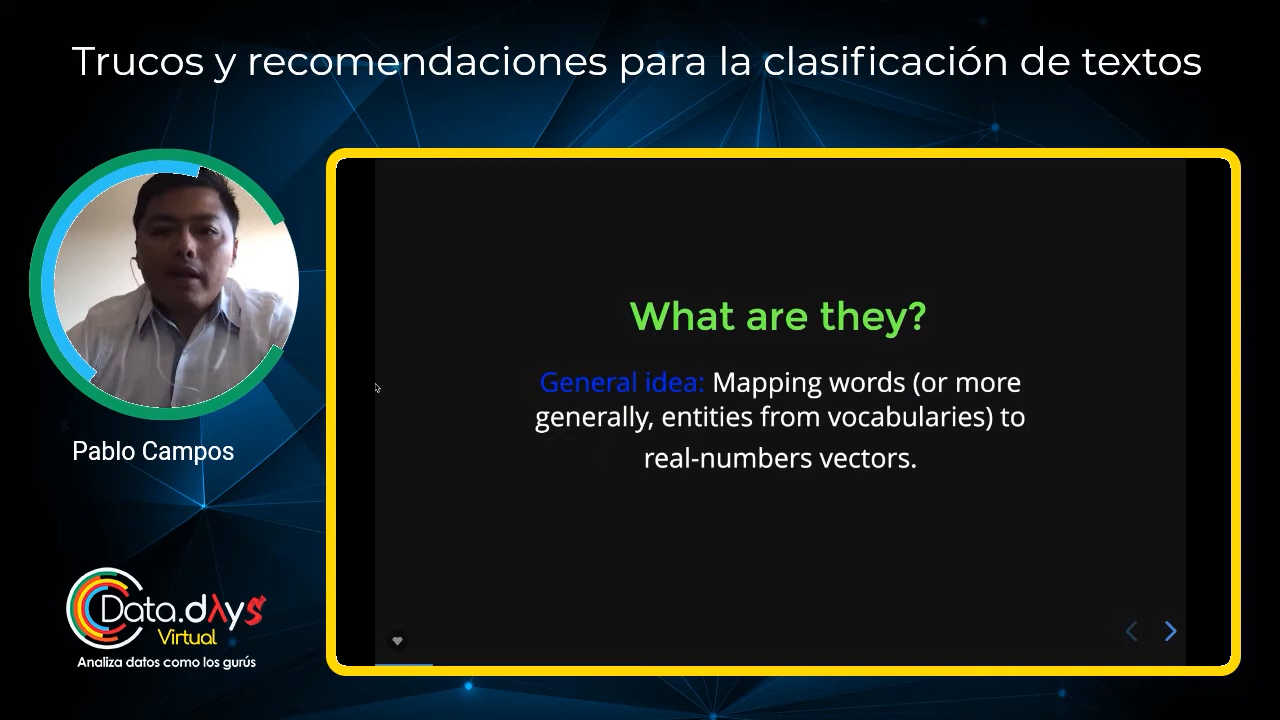 Trucos y recomendaciones para la clasificación de textos
What are they?
General idea: Mapping words (or more
generally, entities from vocabularies) to
real-numbers vectors.
Pablo Campos
Data.dλys
Virtual
Analiza datos como los gurús